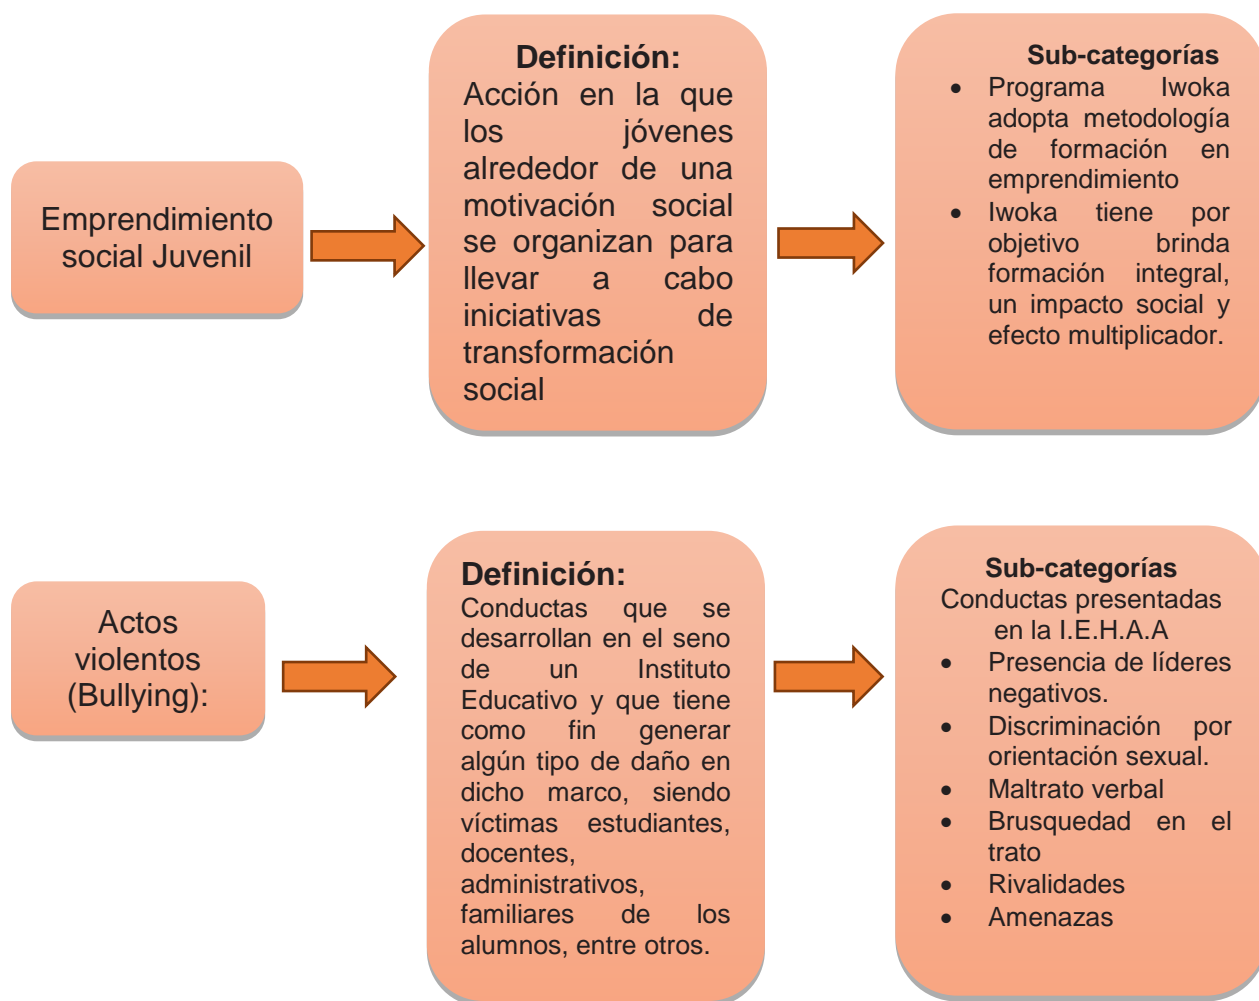 Emprendimiento
social Juvenil
Definición:
Acción en la que
los jóvenes
alrededor de una
motivación social
se organizan para
llevar a cabo
iniciativas de
transformación
social
Sub-categorías
• Programa Iwoka
adopta metodología
de formación en
emprendimiento
• Iwoka tiene por
objetivo brinda
formación integral,
un impacto social y
efecto multiplicador.
Actos
violentos
(Bullying):
Definición:
Conductas que se
desarrollan en el seno
de un Instituto
Educativo y que tiene
como fin generar
algún tipo de daño en
dicho marco, siendo
víctimas estudiantes,
docentes,
administrativos,
familiares de los
alumnos, entre otros.
Sub-categorías
Conductas presentadas
en la I.E.H.A.A
• Presencia de líderes
negativos.
• Discriminación por
orientación sexual.
• Maltrato verbal
• Brusquedad en el
trato
• Rivalidades
• Amenazas